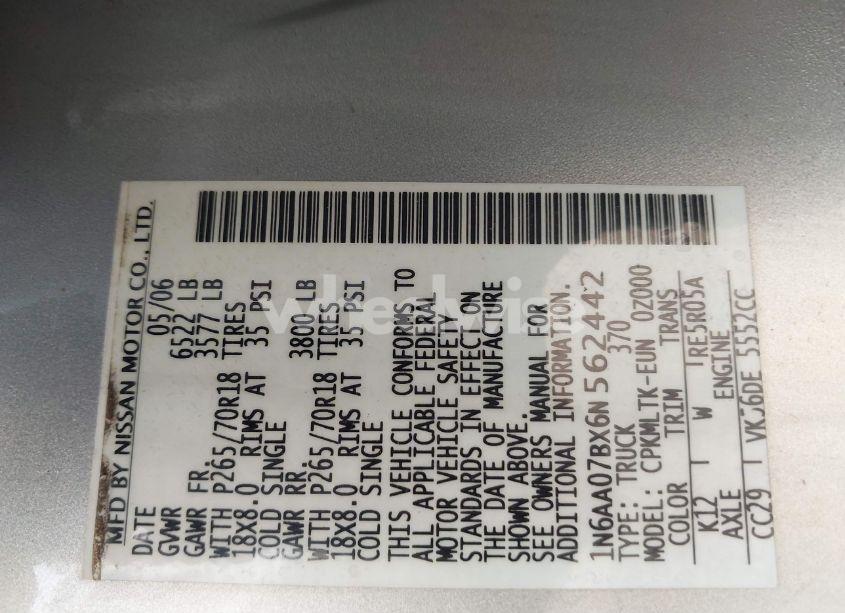 MFD BY NISSAN MOTOR CO., LTD.
DATE 05/06
GVWR 6522 LB
GAWR FR. 3577 LB
WITH P265/70R18 TIRES
18X8.0 RIMS AT 35 PSI
COLD SINGLE
GAWR RR. 3800 LB
WITH P265/70R18 TIRES
18X8.0 RIMS AT 35 PSI
COLD SINGLE
THIS VEHICLE CONFORMS TO
ALL APPLICABLE FEDERAL
MOTOR VEHICLE SAFETY
STANDARDS IN EFFECT ON
THE DATE OF MANUFACTURE
SHOWN ABOVE.
SEE OWNERS MANUAL FOR
ADDITIONAL INFORMATION.
1N6AA07BX6N562442
TYPE: TRUCK 370
MODEL: CPKMLTK-EUN 0Z000
COLOR TRIM TRANS
K12 W RE5R05A
AXLE ENGINE
CC29 VK56DE 5552CC